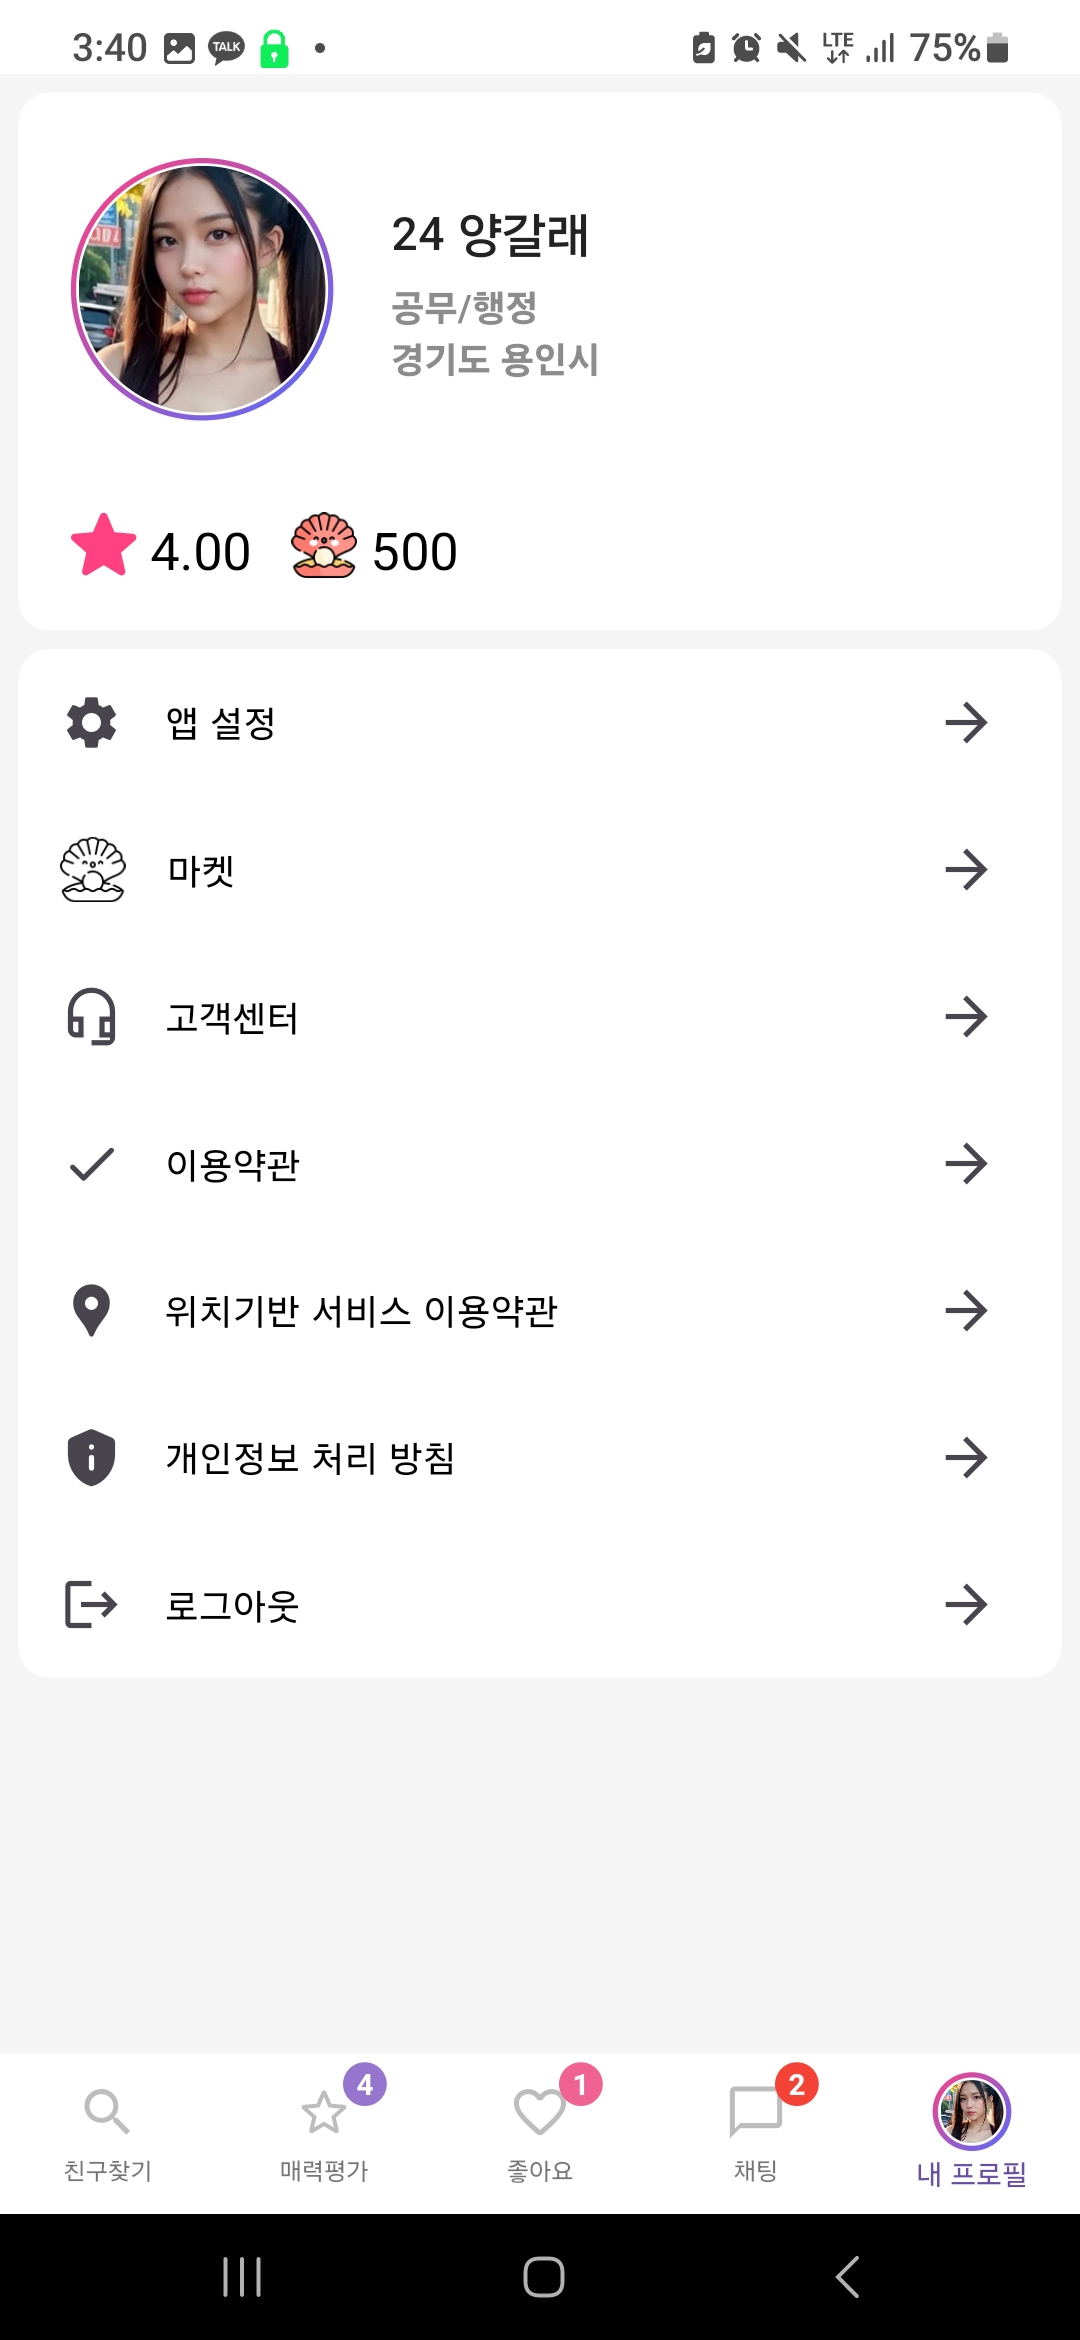 3:40
TALK
LTE
75%
24 양갈래
공무/행정
경기도 용인시
4.00
500
앱 설정
마켓
고객센터
이용약관
위치기반 서비스 이용약관
개인정보 처리 방침
로그아웃
4
1
2
친구찾기
매력평가
좋아요
채팅
내 프로필